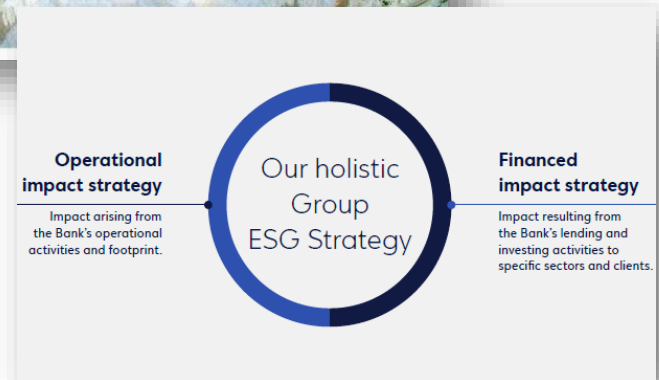 Operational
impact strategy
Impact arising from
the Bank's operational
activities and footprint.
Our holistic
Group
ESG Strategy
Financed
impact strategy
Impact resulting from
the Bank's lending and
investing activities to
specific sectors and clients.